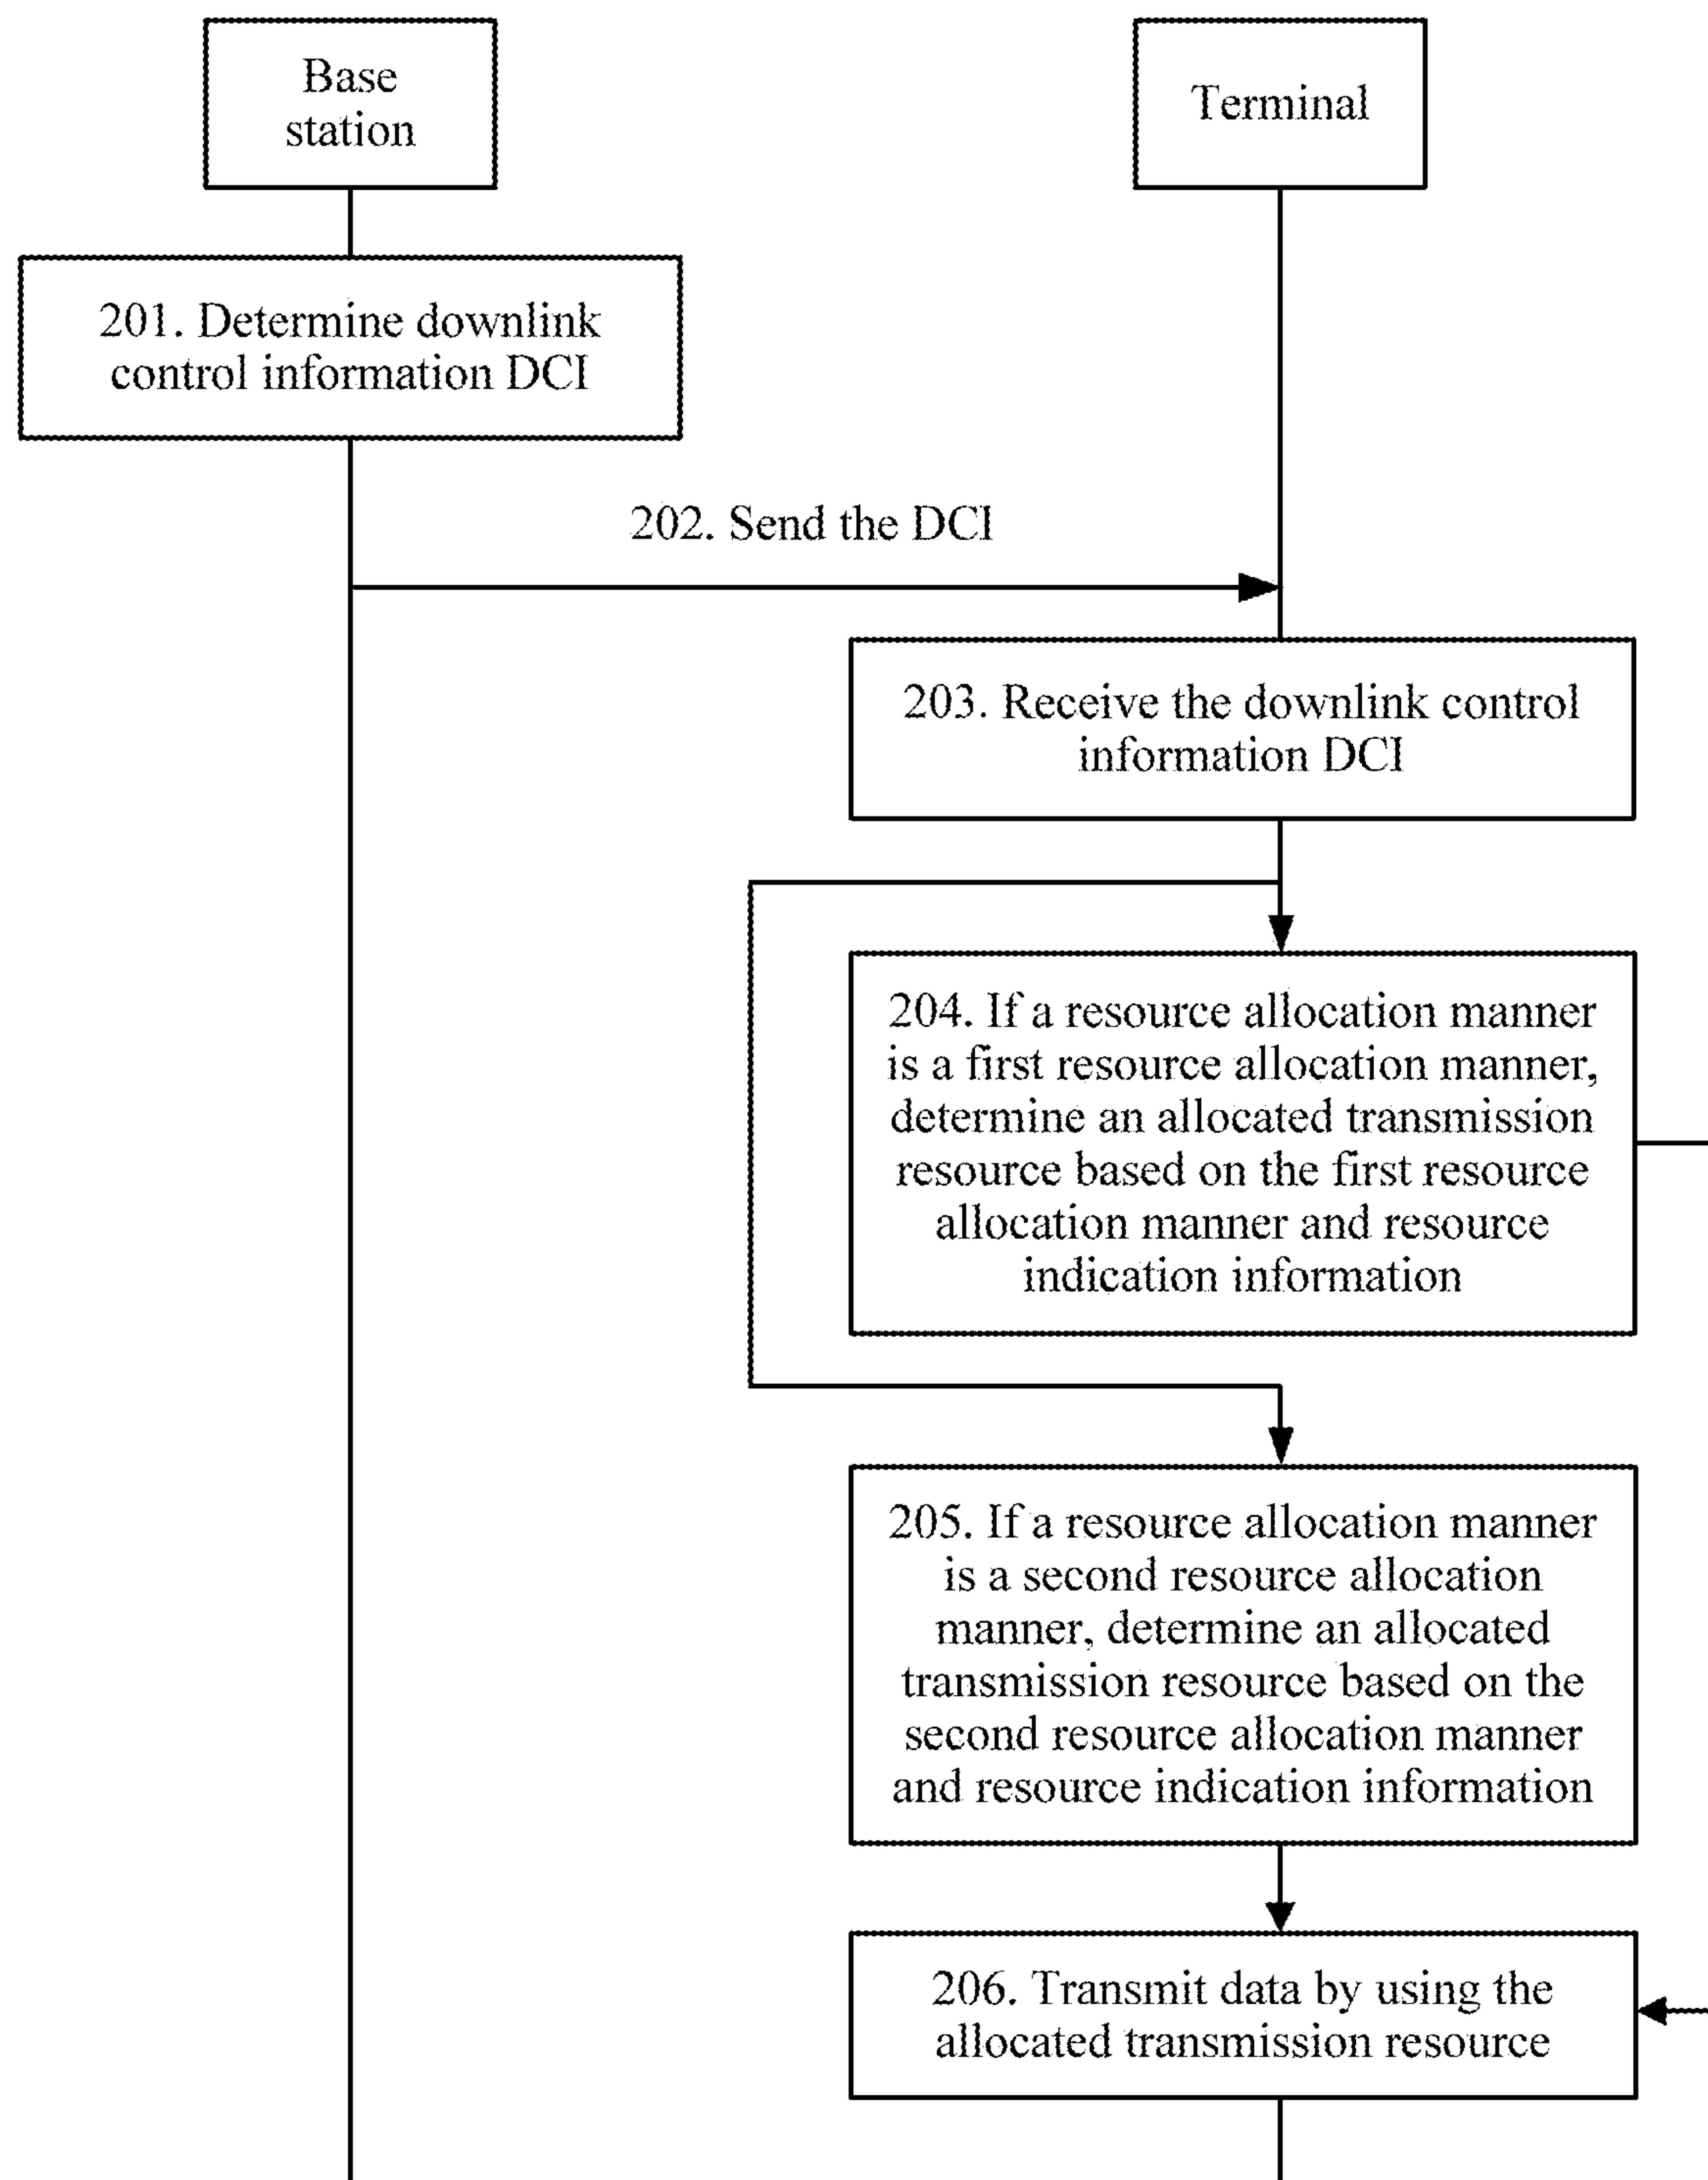 Base
station
Terminal
201. Determine downlink
control information DCI
202. Send the DCI
203. Receive the downlink control
information DCI
204. If a resource allocation manner
is a first resource allocation manner,
determine an allocated transmission
resource based on the first resource
allocation manner and resource
indication information
205. If a resource allocation manner
is a second resource allocation
manner, determine an allocated
transmission resource based on the
second resource allocation manner
and resource indication information
206. Transmit data by using the
allocated transmission resource